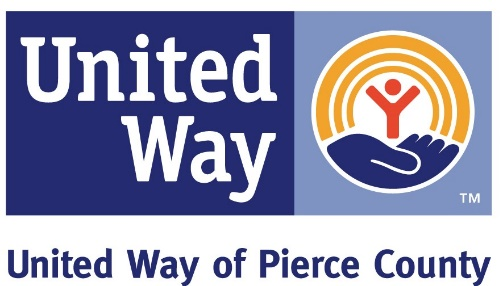 United
Way
TM
United Way of Pierce County